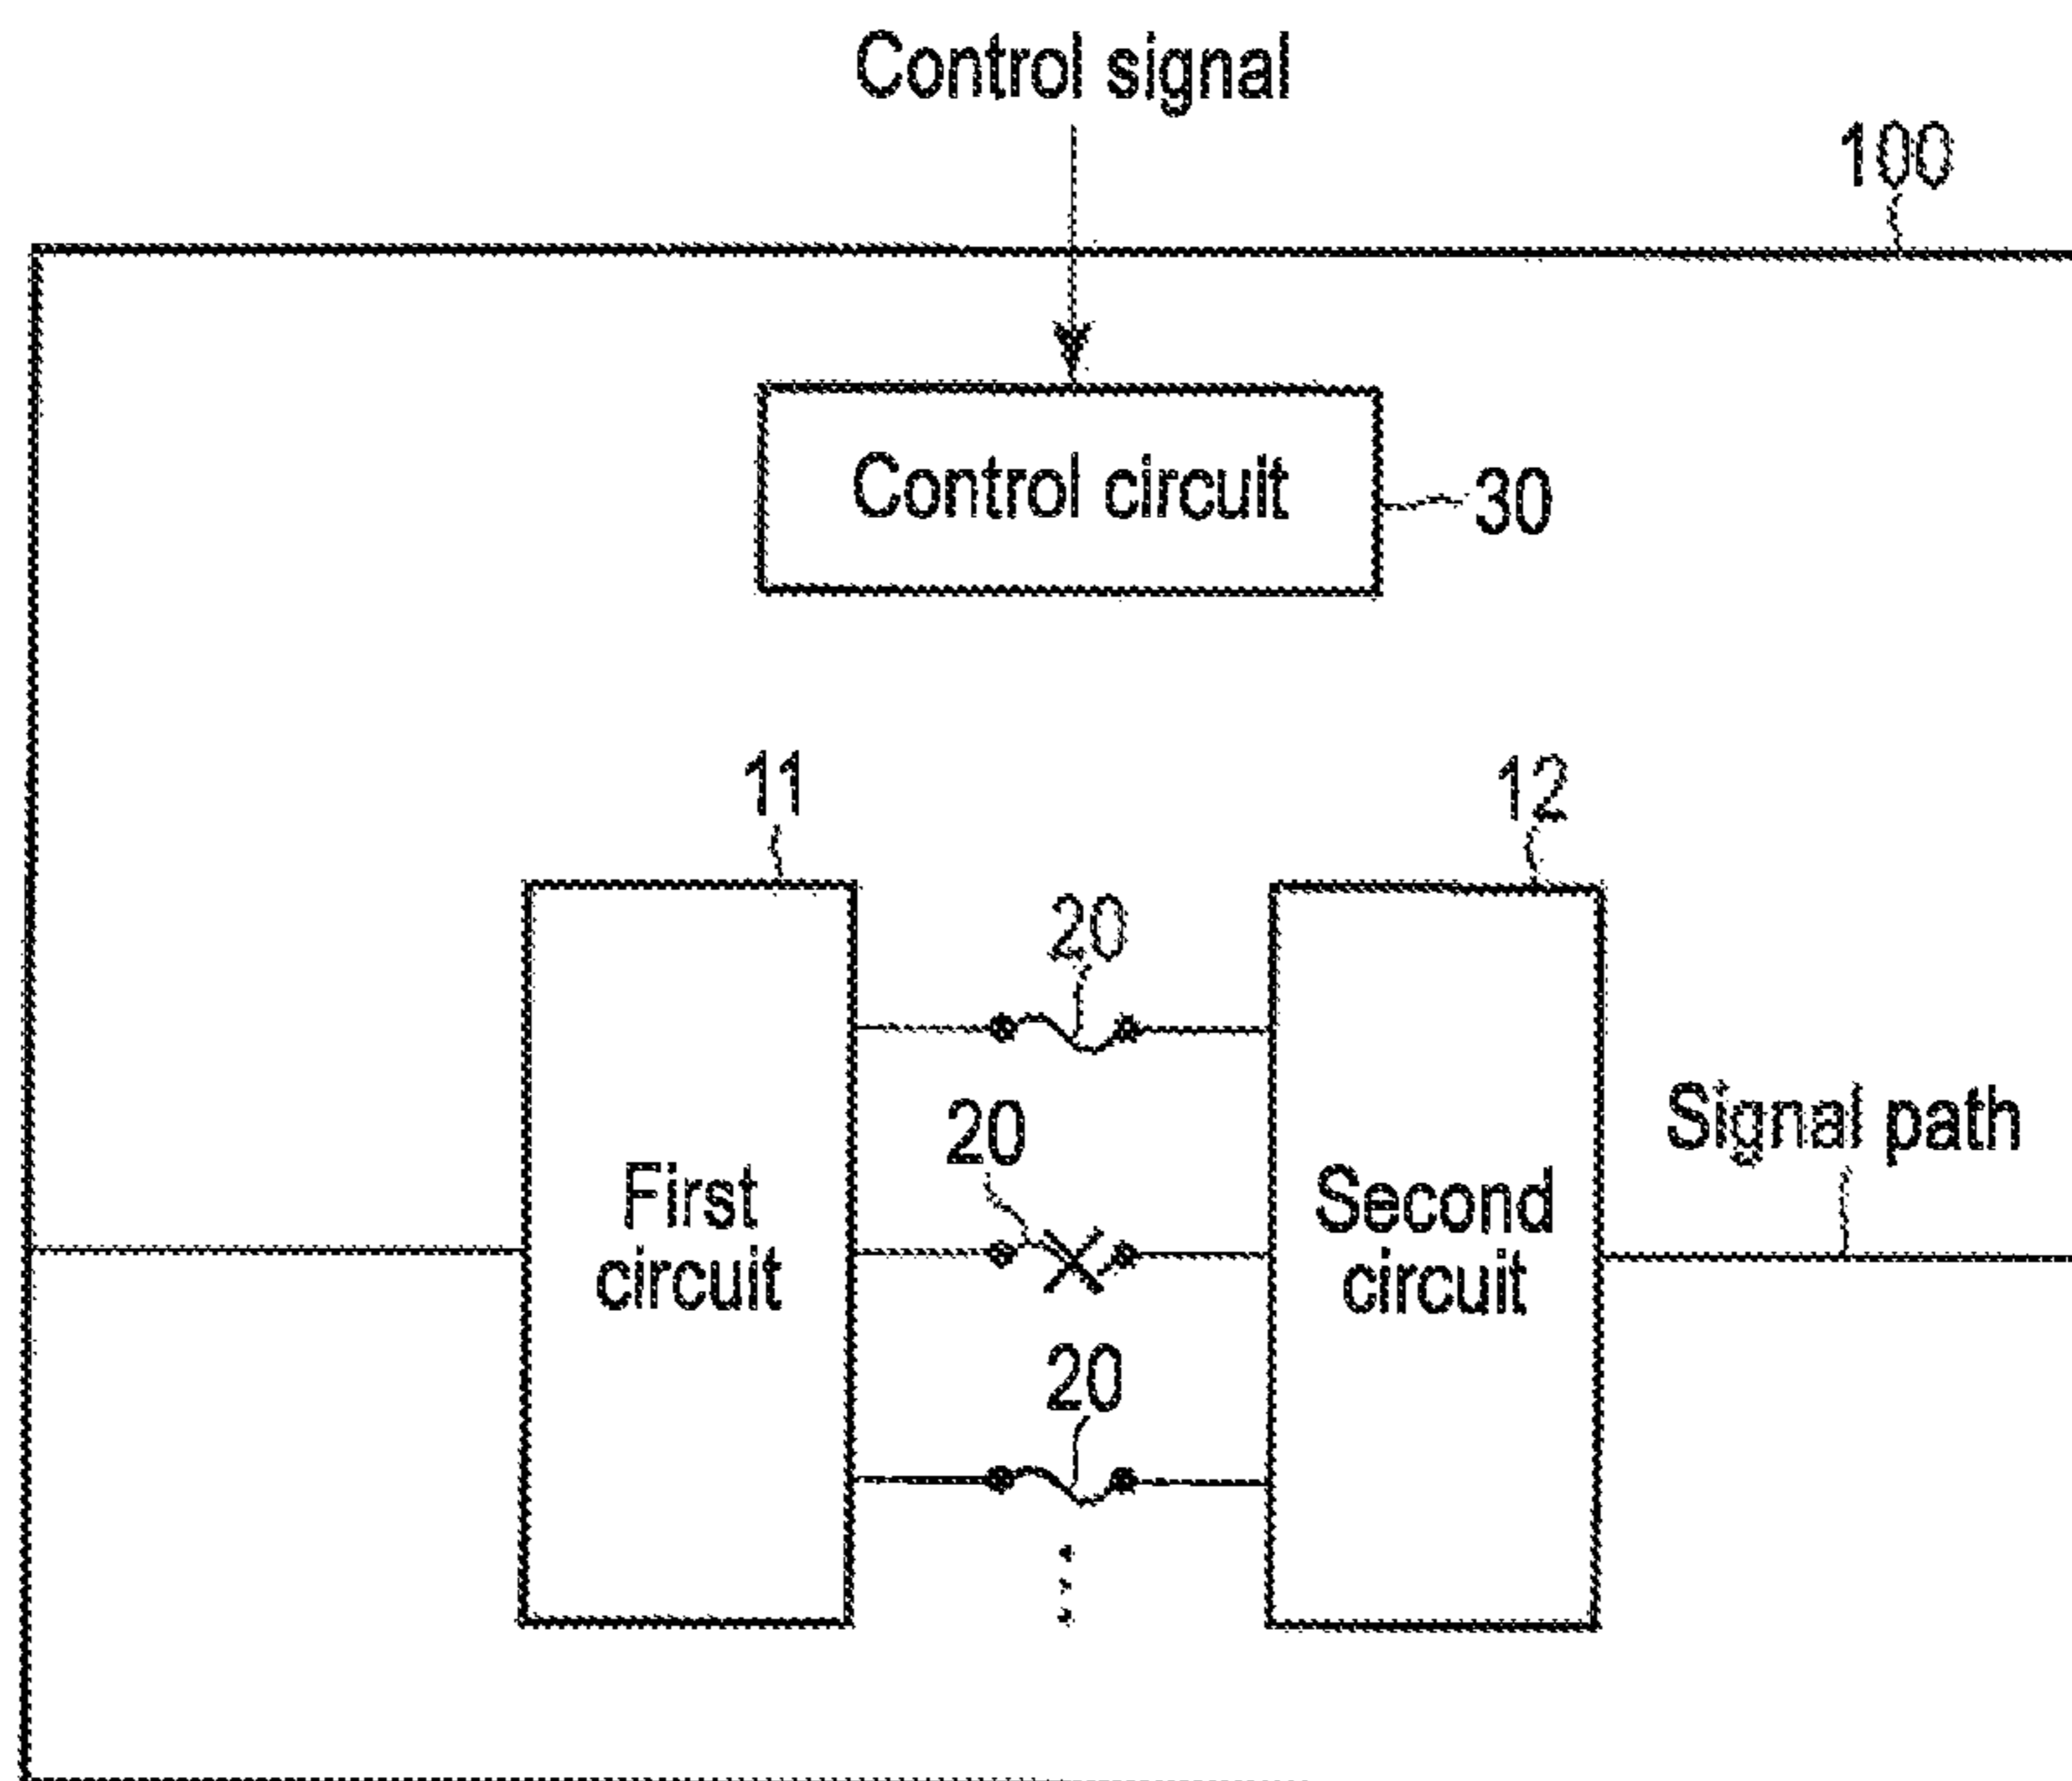 Control signal
100
Control circuit
30
11
12
20
20
Signal path
First
circuit
Second
circuit
20